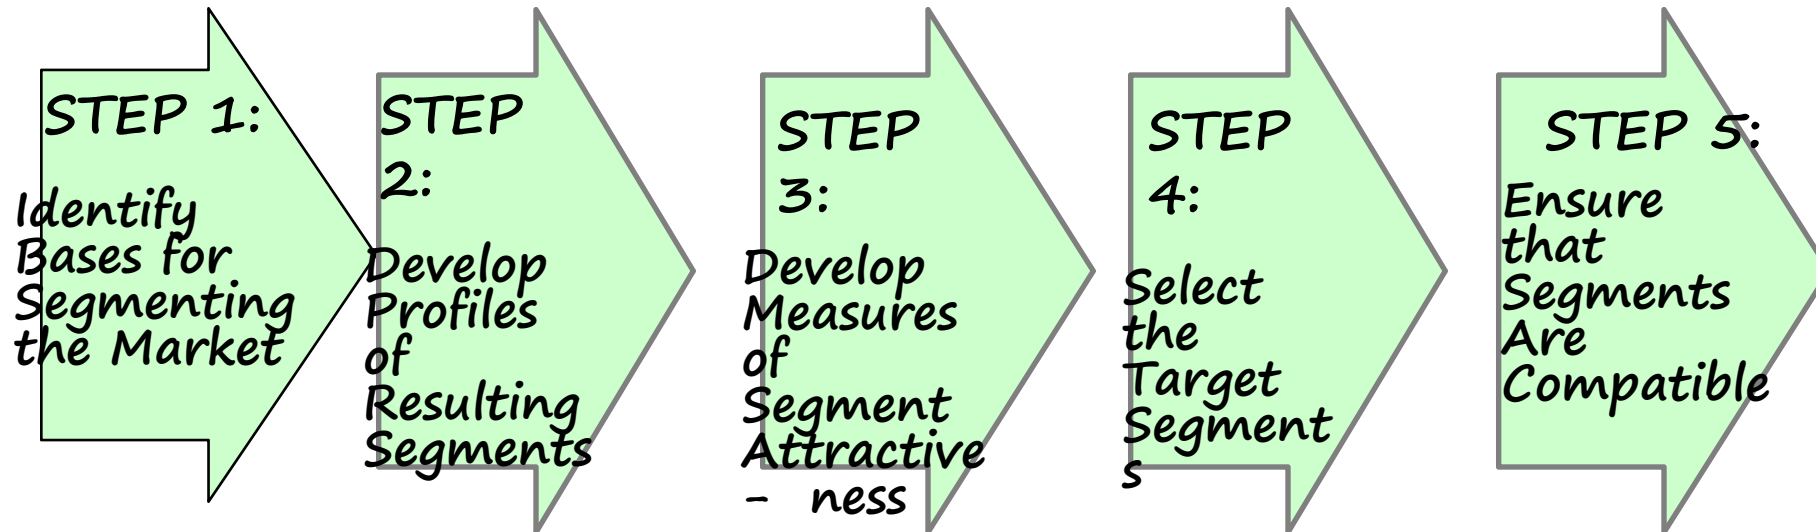 STEP 1:
Identify
Bases for
Segmenting
the Market
STEP
2:
Develop
Profiles
of
Resulting
Segments
STEP
3:
Develop
Measures
of
Segment
Attractive
- ness
STEP
4:
Select
the
Target
Segment
s
STEP 5:
Ensure
that
Segments
Are
Compatible